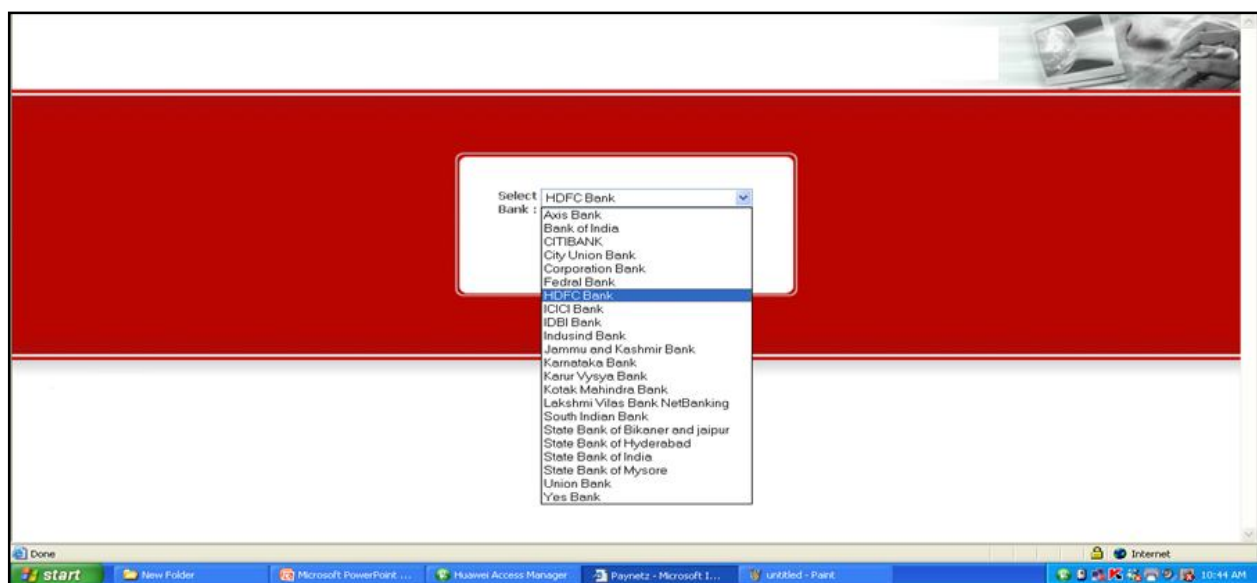 Select
Bank :
HDFC Bank
Axis Bank
Bank of India
CITIBANK
City Union Bank
Corporation Bank
Fedral Bank
HDFC Bank
ICICI Bank
IDBI Bank
Indusind Bank
Jammu and Kashmir Bank
Karnataka Bank
Karur Vysya Bank
Kotak Mahindra Bank
Lakshmi Vilas Bank NetBanking
South Indian Bank
State Bank of Bikaner and jaipur
State Bank of Hyderabad
State Bank of India
State Bank of Mysore
Union Bank
Yes Bank
Done
Internet
start
New Folder
Microsoft PowerPoint ...
Huawei Access Manager
Paynetz - Microsoft I...
untitled - Paint
10:44 AM